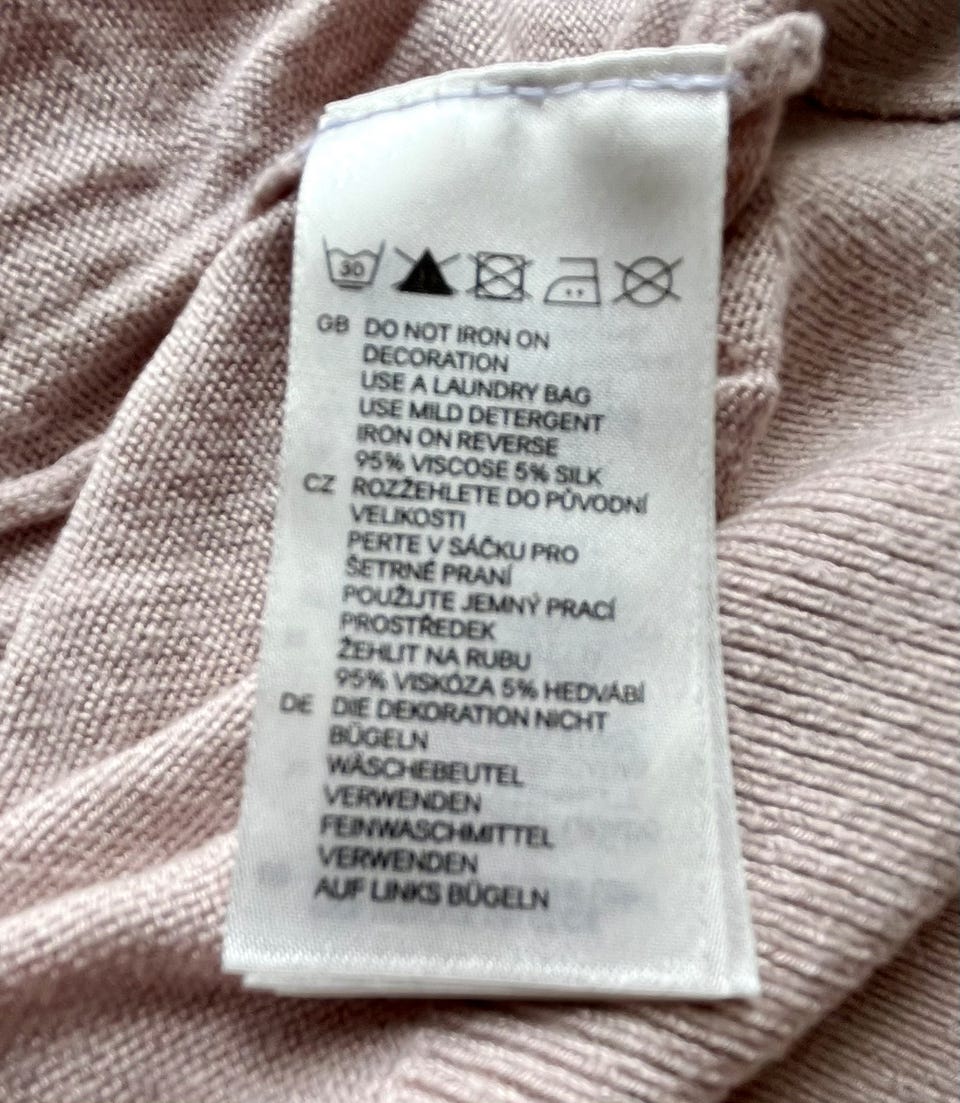 30
GB DO NOT IRON ON
DECORATION
USE A LAUNDRY BAG
USE MILD DETERGENT
IRON ON REVERSE
95% VISCOSE 5% SILK
CZ ROZŽEHLETE DO PŮVODNÍ
VELIKOSTI
PERTE V SÁČKU PRO
ŠETRNÉ PRANÍ
POUŽIJTE JEMNÝ PRACÍ
PROSTŘEDEK
ŽEHLIT NA RUBU
95% VISKÓZA 5% HEDVÁBÍ
DE DIE DEKORATION NICHT
BÜGELN
WÄSCHEBEUTEL
VERWENDEN
FEINWASCHMITTEL
VERWENDEN
AUF LINKS BÜGELN